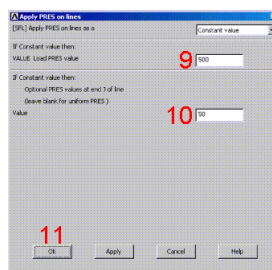 Apply PRES on lines
[SFL] Apply PRES on lines as a
Constant value
If Constant value then:
VALUE Load PRES value
9
500
If Constant value then:
Optional PRES values at end J of line
(leave blank for uniform PRES )
Value
10
50
11
OK
Apply
Cancel
Help